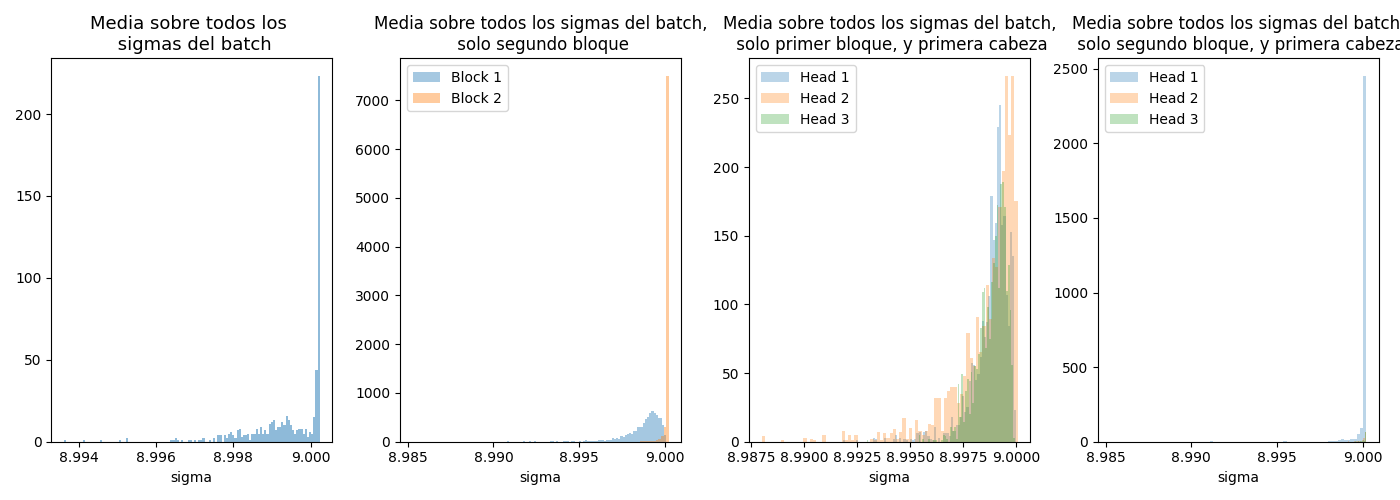 Media sobre todos los
sigmas del batch
0
50
100
150
200
8.994
8.996
8.998
9.000
sigma
Media sobre todos los sigmas del batch,
solo segundo bloque
Block 1
Block 2
0
1000
2000
3000
4000
5000
6000
7000
8.985
8.990
8.995
9.000
sigma
Media sobre todos los sigmas del batch,
solo primer bloque, y primera cabeza
Head 1
Head 2
Head 3
0
50
100
150
200
250
8.9875
8.9900
8.9925
8.9950
8.9975
9.0000
sigma
Media sobre todos los sigmas del batch
solo segundo bloque, y primera cabeza
Head 1
Head 2
Head 3
0
500
1000
1500
2000
2500
8.985
8.990
8.995
9.000
sigma